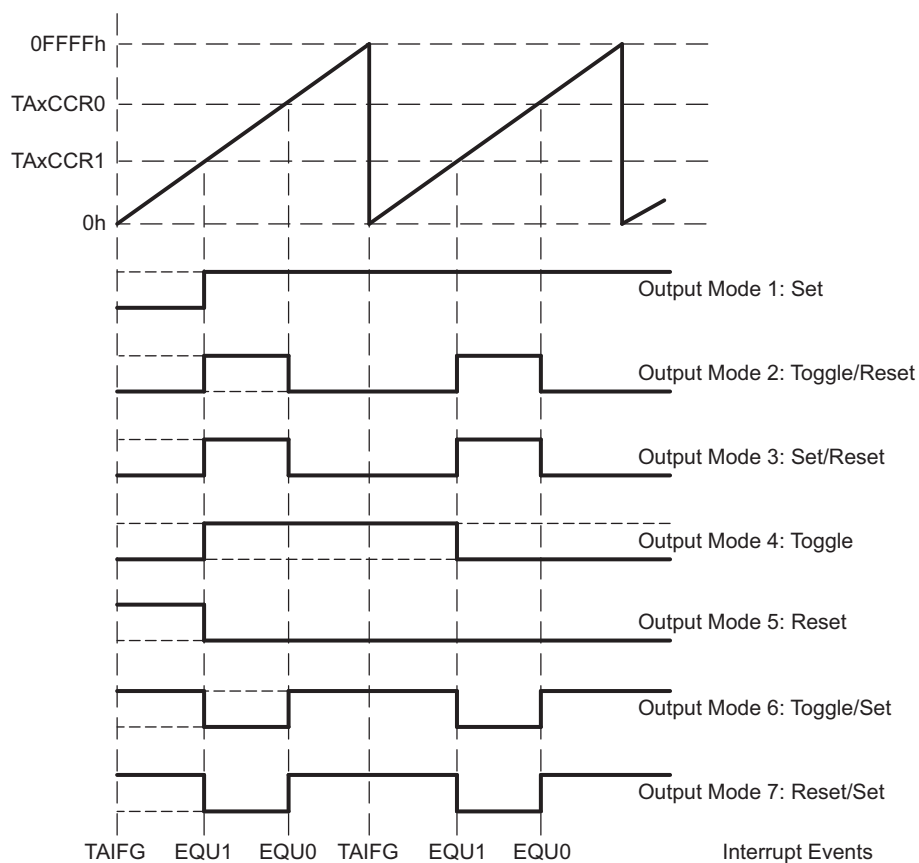 0FFFFh
TAxCCR0
TAxCCR1
0h
Output Mode 1: Set
Output Mode 2: Toggle/Reset
Output Mode 3: Set/Reset
Output Mode 4: Toggle
Output Mode 5: Reset
Output Mode 6: Toggle/Set
Output Mode 7: Reset/Set
TAIFG EQU1 EQU0 TAIFG EQU1 EQU0 Interrupt Events